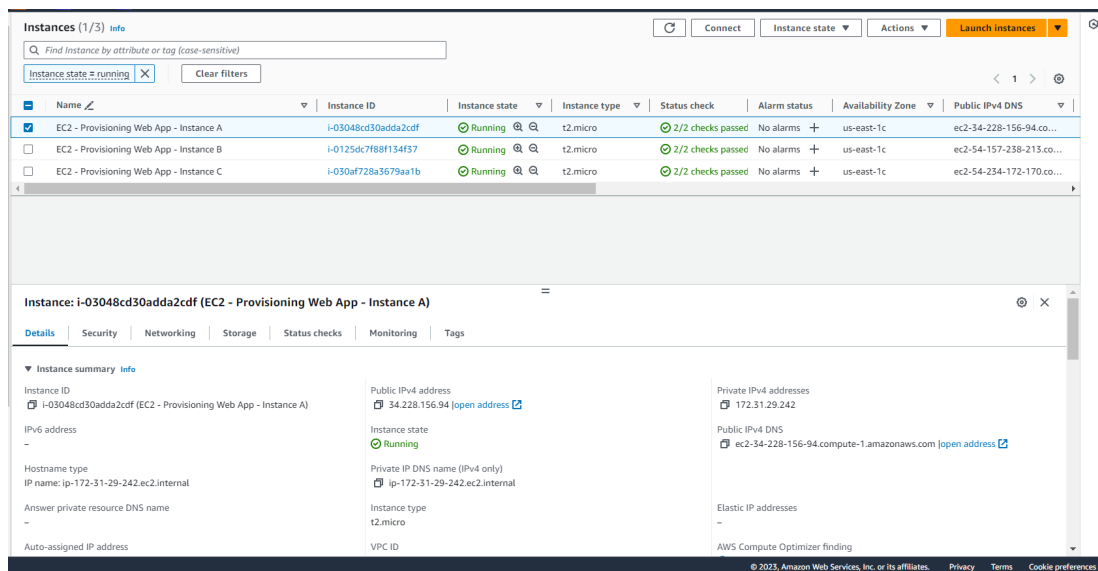 Instances (1/3) Info
Connect
Instance state
Actions
Launch instances
Find Instance by attribute or tag (case-sensitive)
Instance state = running
Clear filters
1
Name Instance ID Instance state Instance type Status check Alarm status Availability Zone Public IPv4 DNS
EC2 - Provisioning Web App - Instance A i-03048cd30adda2cdf Running t2.micro 2/2 checks passed No alarms + us-east-1c ec2-34-228-156-94.co...
EC2 - Provisioning Web App - Instance B i-0125dc7f88f134f37 Running t2.micro 2/2 checks passed No alarms + us-east-1c ec2-54-157-238-213.co...
EC2 - Provisioning Web App - Instance C i-030af728a3679aa1b Running t2.micro 2/2 checks passed No alarms + us-east-1c ec2-54-234-172-170.co...
Instance: i-03048cd30adda2cdf (EC2 - Provisioning Web App - Instance A)
Details Security Networking Storage Status checks Monitoring Tags
Instance summary Info
Instance ID
i-03048cd30adda2cdf (EC2 - Provisioning Web App - Instance A)
Public IPv4 address
34.228.156.94 |open address
Private IPv4 addresses
172.31.29.242
IPv6 address
–
Instance state
Running
Public IPv4 DNS
ec2-34-228-156-94.compute-1.amazonaws.com |open address
Hostname type
IP name: ip-172-31-29-242.ec2.internal
Private IP DNS name (IPv4 only)
ip-172-31-29-242.ec2.internal
Answer private resource DNS name
–
Instance type
t2.micro
Elastic IP addresses
–
Auto-assigned IP address
VPC ID
AWS Compute Optimizer finding
© 2023, Amazon Web Services, Inc. or its affiliates. Privacy Terms Cookie preferences